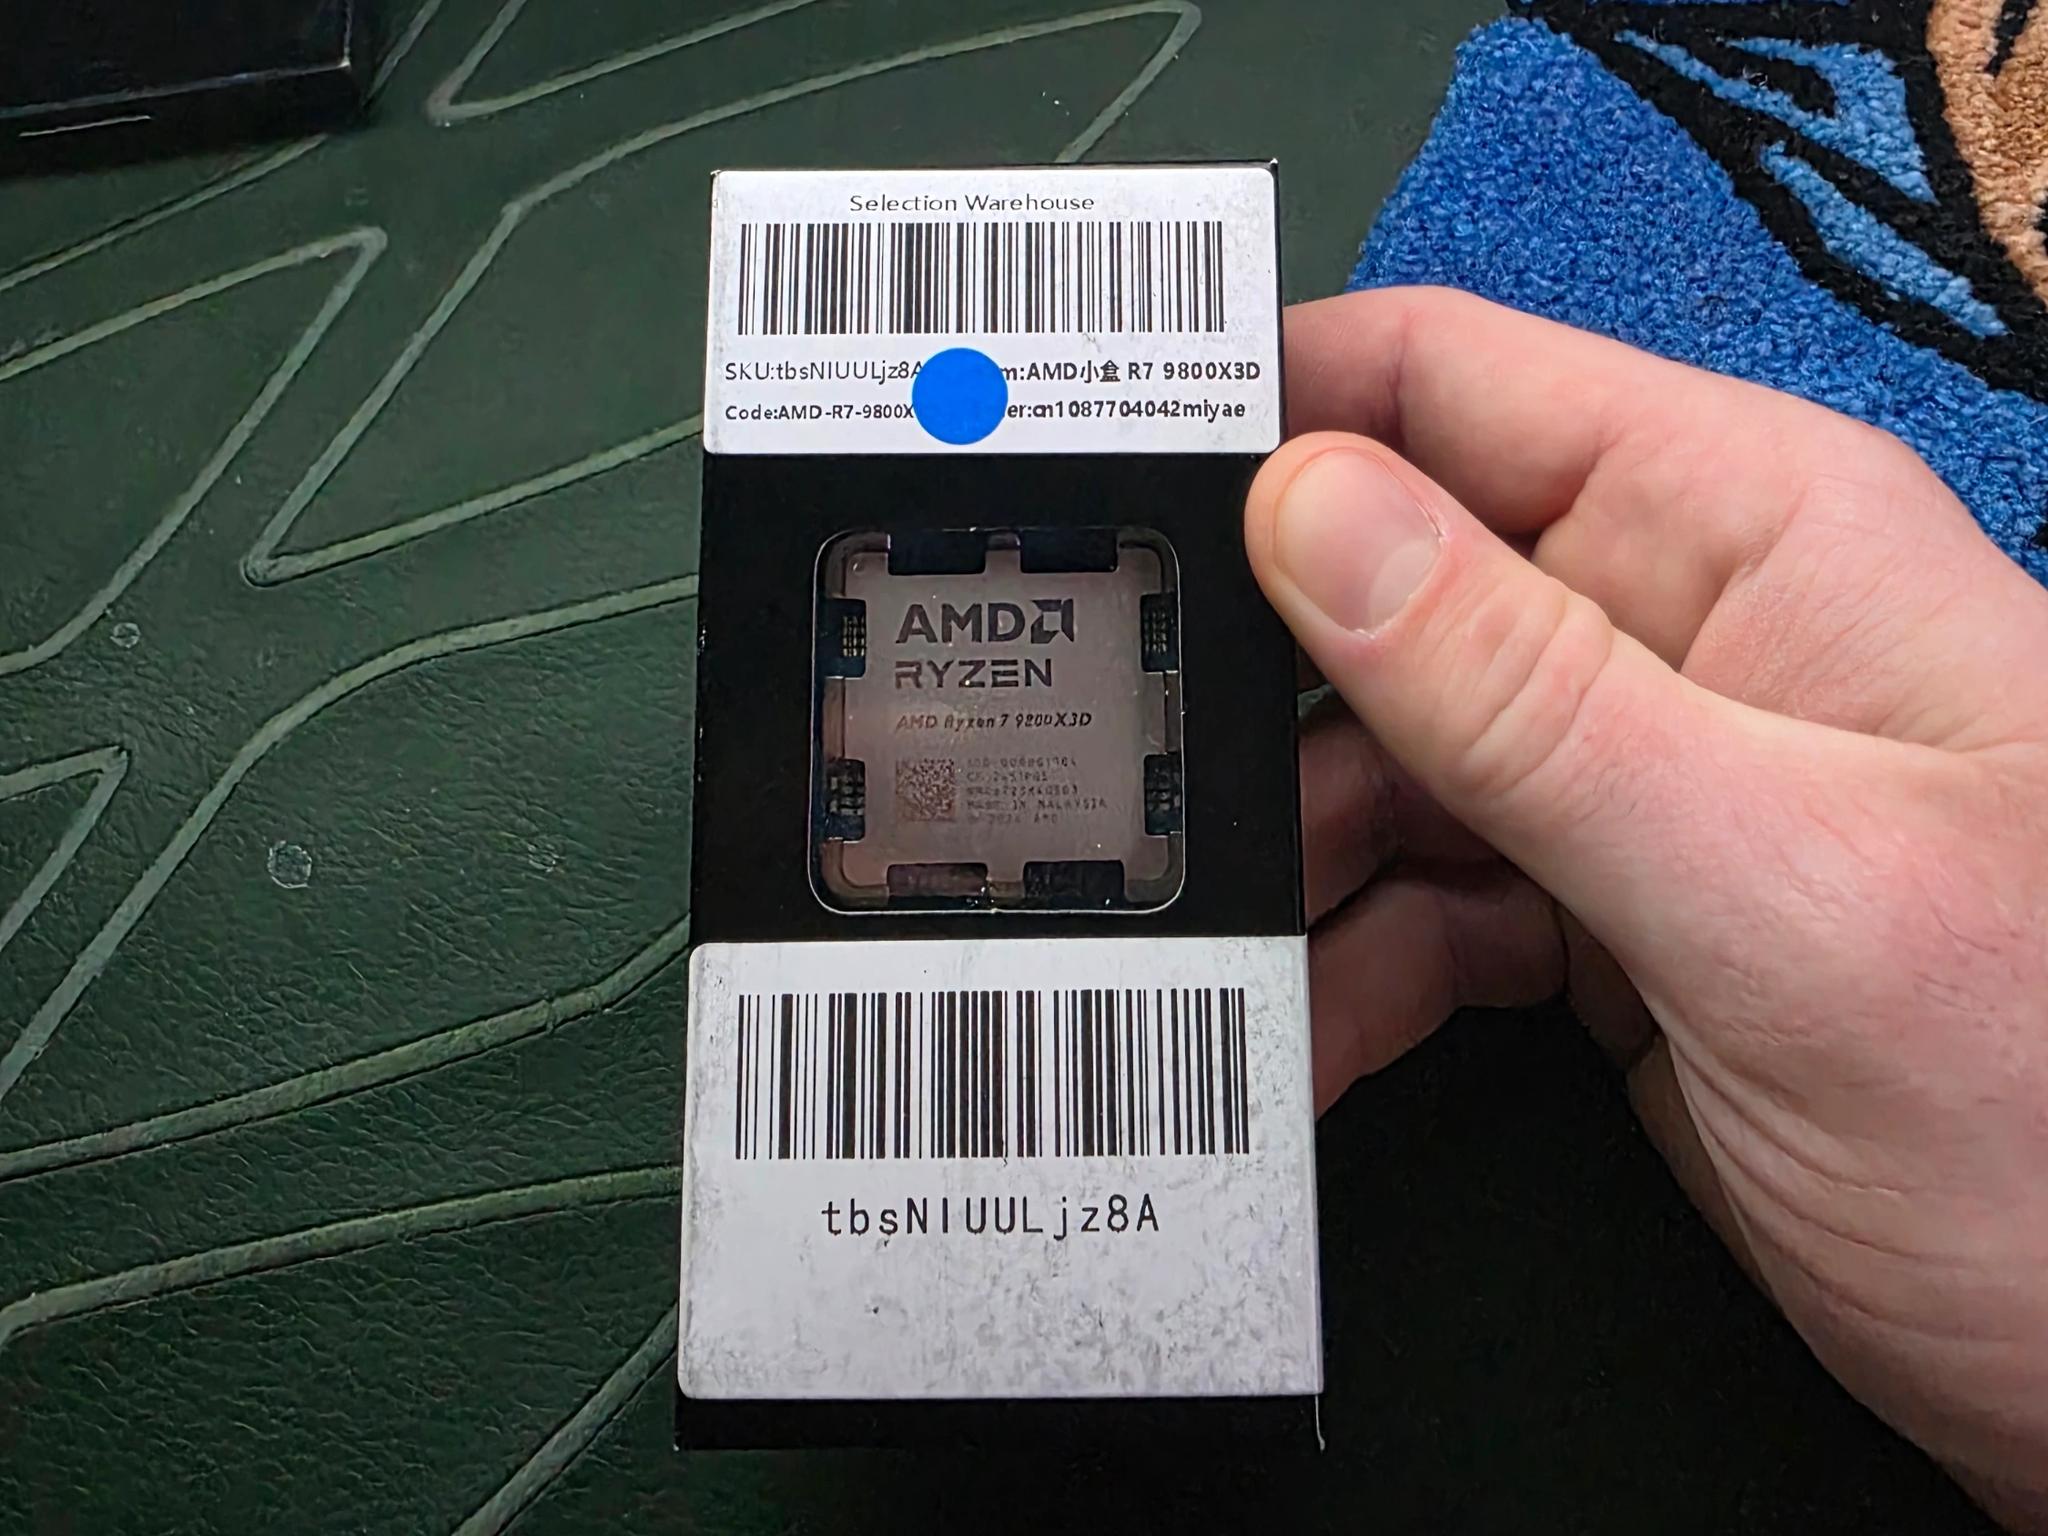 Selection Warehouse
SKU:tbsNIUULjz8A m:AMD小盒 R7 9800X3D
Code:AMD-R7-9800X er:cn1087704042miyae
AMD
RYZEN
AMD Ryzen 7 9800X3D
MADE IN MALAYSIA
tbsNIUULjz8A